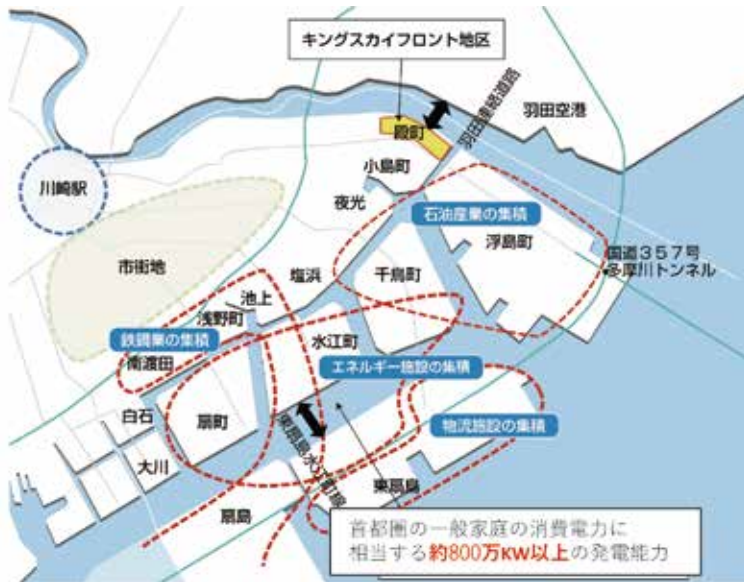 キングスカイフロント地区
羽田連絡道路
羽田空港
殿町
小島町
川崎駅
夜光
石油産業の集積
浮島町
国道357号
多摩川トンネル
市街地
千鳥町
塩浜
池上
浅野町
鉄鋼業の集積
水江町
南渡田
エネルギー施設の集積
白石
扇町
物流施設の集積
大川
東扇島水江町線
東扇島
扇島
首都圏の一般家庭の消費電力に
相当する約800万KW以上の発電能力